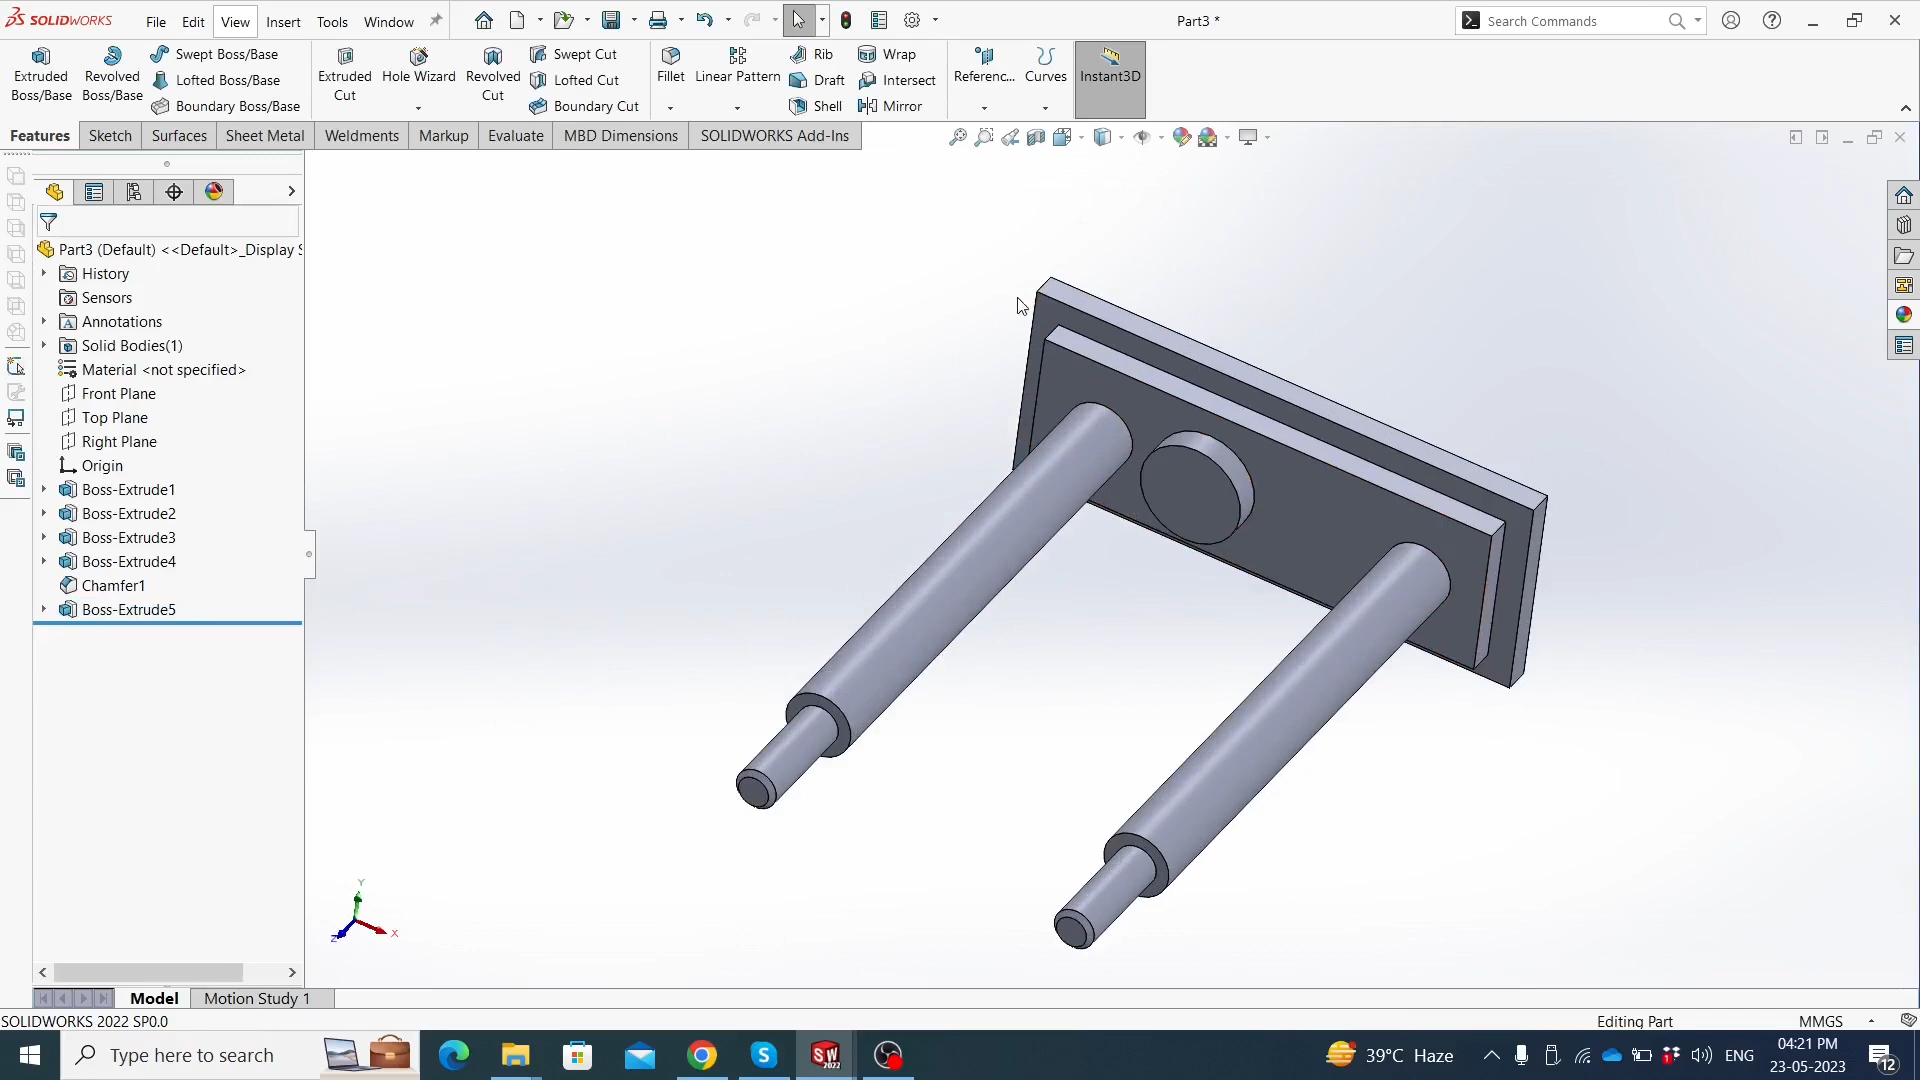 SOLIDWORKS File Edit View Insert Tools Window Part3 * Search Commands
Extruded Boss/Base
Revolved Boss/Base
Swept Boss/Base
Lofted Boss/Base
Boundary Boss/Base
Extruded Cut
Hole Wizard
Revolved Cut
Swept Cut
Lofted Cut
Boundary Cut
Fillet
Linear Pattern
Rib
Draft
Shell
Wrap
Intersect
Mirror
Referenc...
Curves
Instant3D
Features Sketch Surfaces Sheet Metal Weldments Markup Evaluate MBD Dimensions SOLIDWORKS Add-Ins
Part3 (Default) <<Default>_Display S
History
Sensors
Annotations
Solid Bodies(1)
Material <not specified>
Front Plane
Top Plane
Right Plane
Origin
Boss-Extrude1
Boss-Extrude2
Boss-Extrude3
Boss-Extrude4
Chamfer1
Boss-Extrude5
Y
X
Z
Model Motion Study 1
SOLIDWORKS 2022 SP0.0 Editing Part MMGS
Type here to search
SW
2022
39°C Haze
ENG
04:21 PM
23-05-2023
12